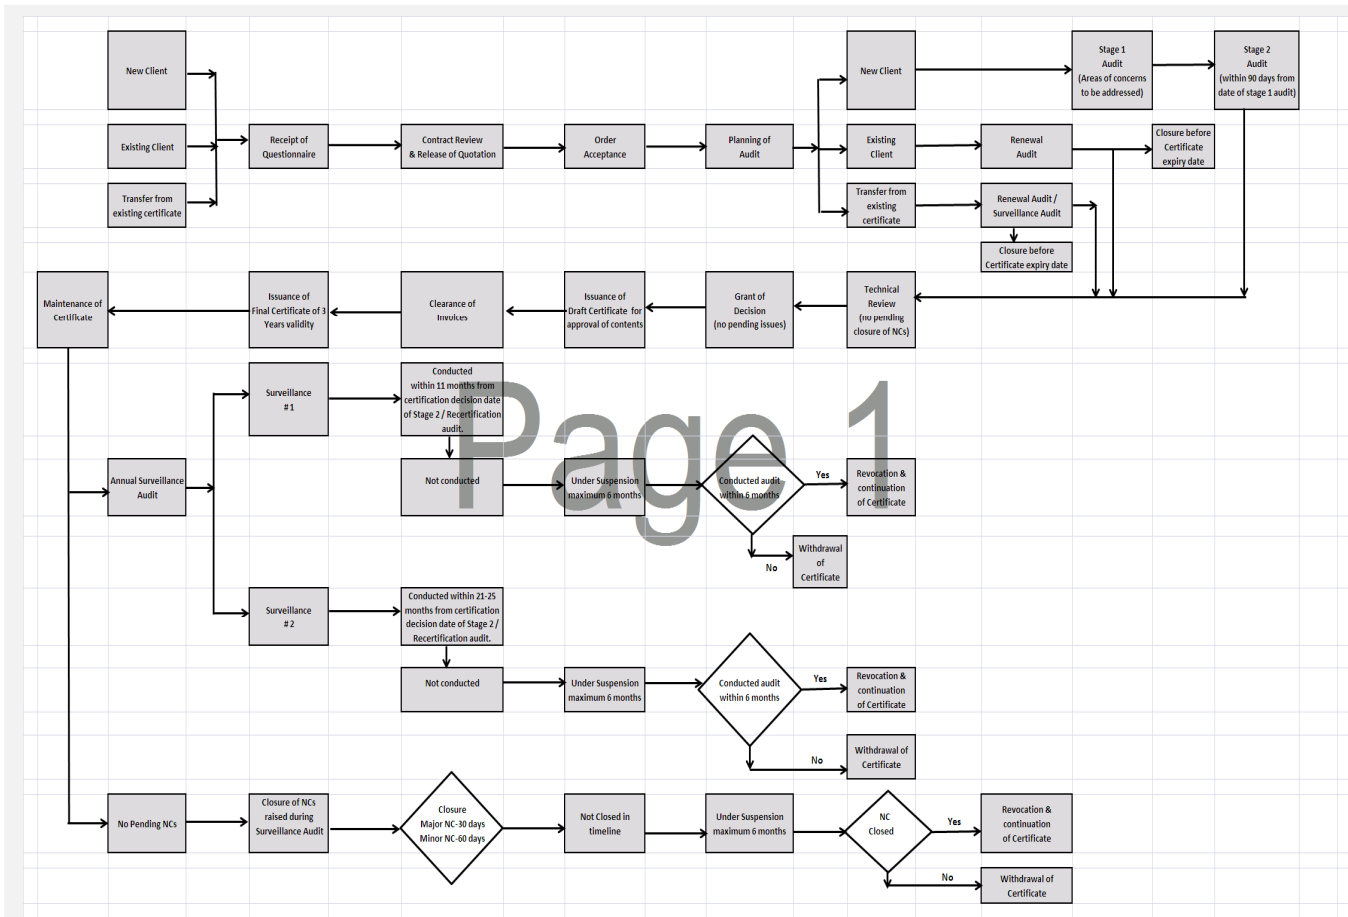 New Client
Existing Client
Transfer from
existing certificate
Receipt of
Questionnaire
Contract Review
& Release of Quotation
Order
Acceptance
Planning of
Audit
New Client
Stage 1
Audit
(Areas of concerns
to be addressed)
Stage 2
Audit
(within 90 days from
date of stage 1 audit)
Existing
Client
Renewal
Audit
Closure before
Certificate
expiry date
Transfer from
existing
certificate
Renewal Audit /
Surveillance Audit
Closure before
Certificate expiry date
Maintenance of
Certificate
Issuance of
Final Certificate of 3
Years validity
Clearance of
Invoices
Issuance of
Draft Certificate for
approval of contents
Grant of
Decision
(no pending issues)
Technical
Review
(no pending
closure of NCs)
Surveillance
#1
Conducted
within 11 months from
certification decision date
of Stage 2 / Recertification
audit.
Page 1
Annual Surveillance
Audit
Not conducted
Under Suspension
maximum 6 months
Conducted audit
within 6 months
Yes
Revocation &
continuation
of Certificate
No
Withdrawal
of
Certificate
Surveillance
#2
Conducted within 21-25
months from certification
decision date of Stage 2 /
Recertification audit.
Not conducted
Under Suspension
maximum 6 months
Conducted audit
within 6 months
Yes
Revocation &
continuation
of Certificate
No
Withdrawal of
Certificate
No Pending NCs
Closure of NCs
raised during
Surveillance Audit
Closure
Major NC-30 days
Minor NC-60 days
Not Closed in
timeline
Under Suspension
maximum 6 months
NC
Closed
Yes
Revocation &
continuation
of Certificate
No
Withdrawal of
Certificate